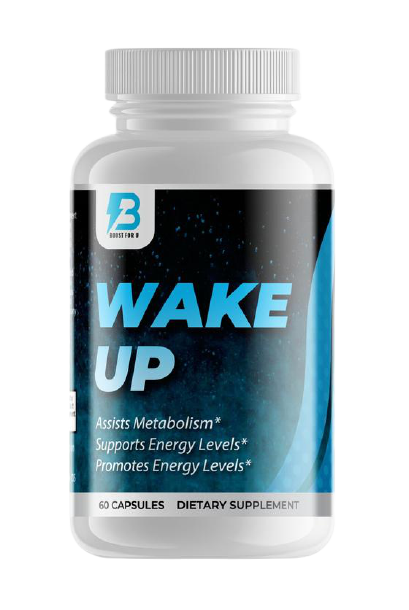 B
BOOST FOR U
WAKE
UP
Assists Metabolism*
Supports Energy Levels*
Promotes Energy Levels*
60 CAPSULES DIETARY SUPPLEMENT